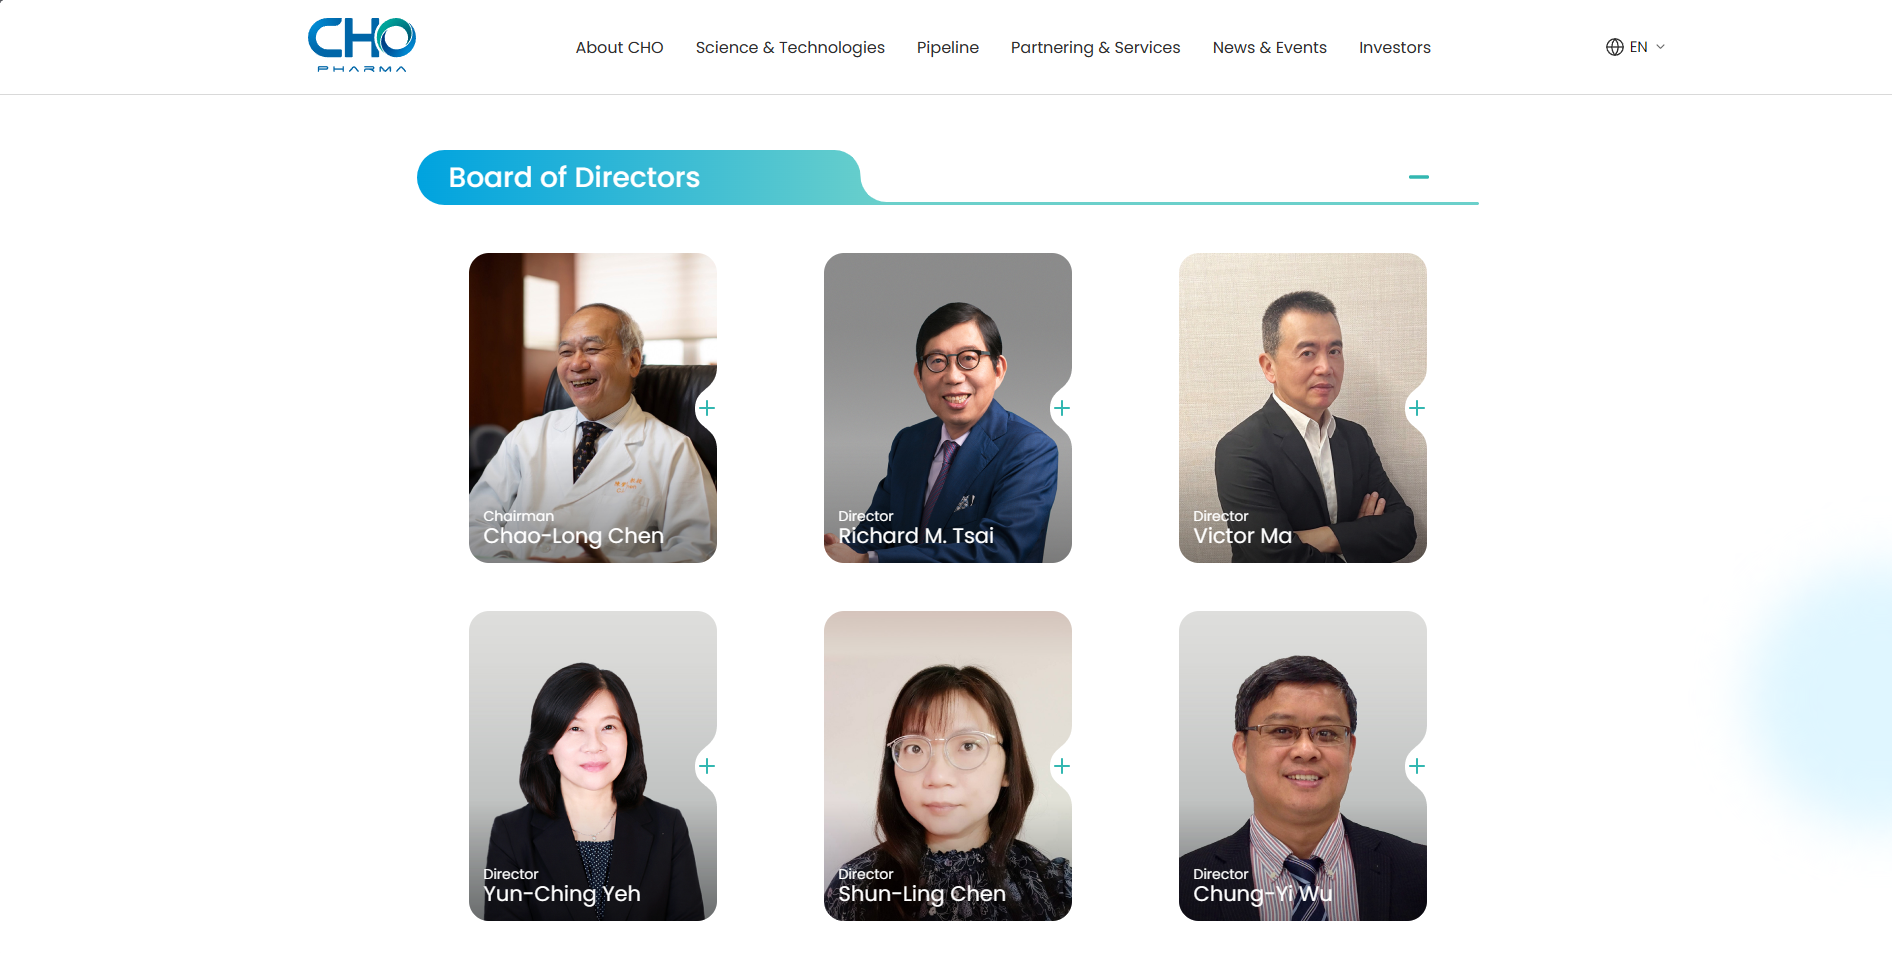 CHO
PHARMA
About CHO
Science & Technologies
Pipeline
Partnering & Services
News & Events
Investors
EN
Board of Directors
Chairman
Chao-Long Chen
Director
Richard M. Tsai
Director
Victor Ma
Director
Yun-Ching Yeh
Director
Shun-Ling Chen
Director
Chung-Yi Wu